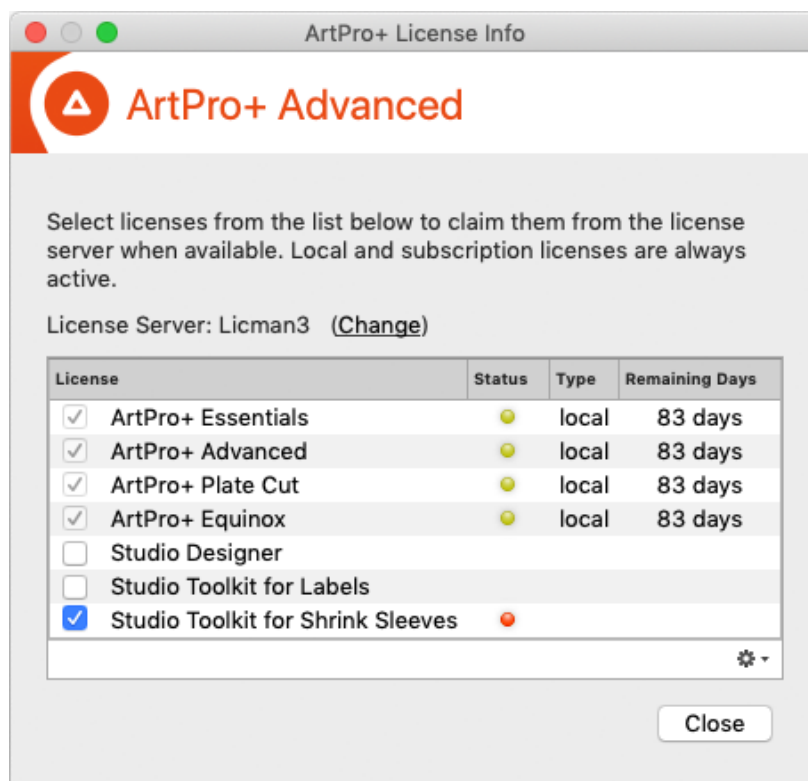 ArtPro+ License Info
ArtPro+ Advanced
Select licenses from the list below to claim them from the license
server when available. Local and subscription licenses are always
active.
License Server: Licman3 (Change)
License Status Type Remaining Days
ArtPro+ Essentials local 83 days
ArtPro+ Advanced local 83 days
ArtPro+ Plate Cut local 83 days
ArtPro+ Equinox local 83 days
Studio Designer
Studio Toolkit for Labels
Studio Toolkit for Shrink Sleeves
Close